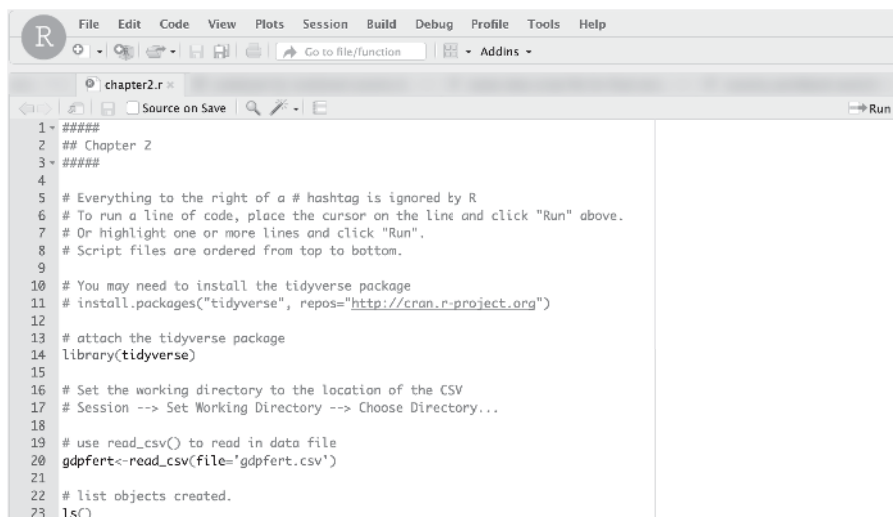 R
File Edit Code View Plots Session Build Debug Profile Tools Help
Go to file/function Addins
chapter2.r ×
Source on Save Run
1 #####
2 ## Chapter 2
3 #####
4
5 # Everything to the right of a # hashtag is ignored by R
6 # To run a line of code, place the cursor on the line and click "Run" above.
7 # Or highlight one or more lines and click "Run".
8 # Script files are ordered from top to bottom.
9
10 # You may need to install the tidyverse package
11 # install.packages("tidyverse", repos="http://cran.r-project.org")
12
13 # attach the tidyverse package
14 library(tidyverse)
15
16 # Set the working directory to the location of the CSV
17 # Session --> Set Working Directory --> Choose Directory...
18
19 # use read_csv() to read in data file
20 gdpfert<-read_csv(file='gdpfert.csv')
21
22 # list objects created.
23 ls()